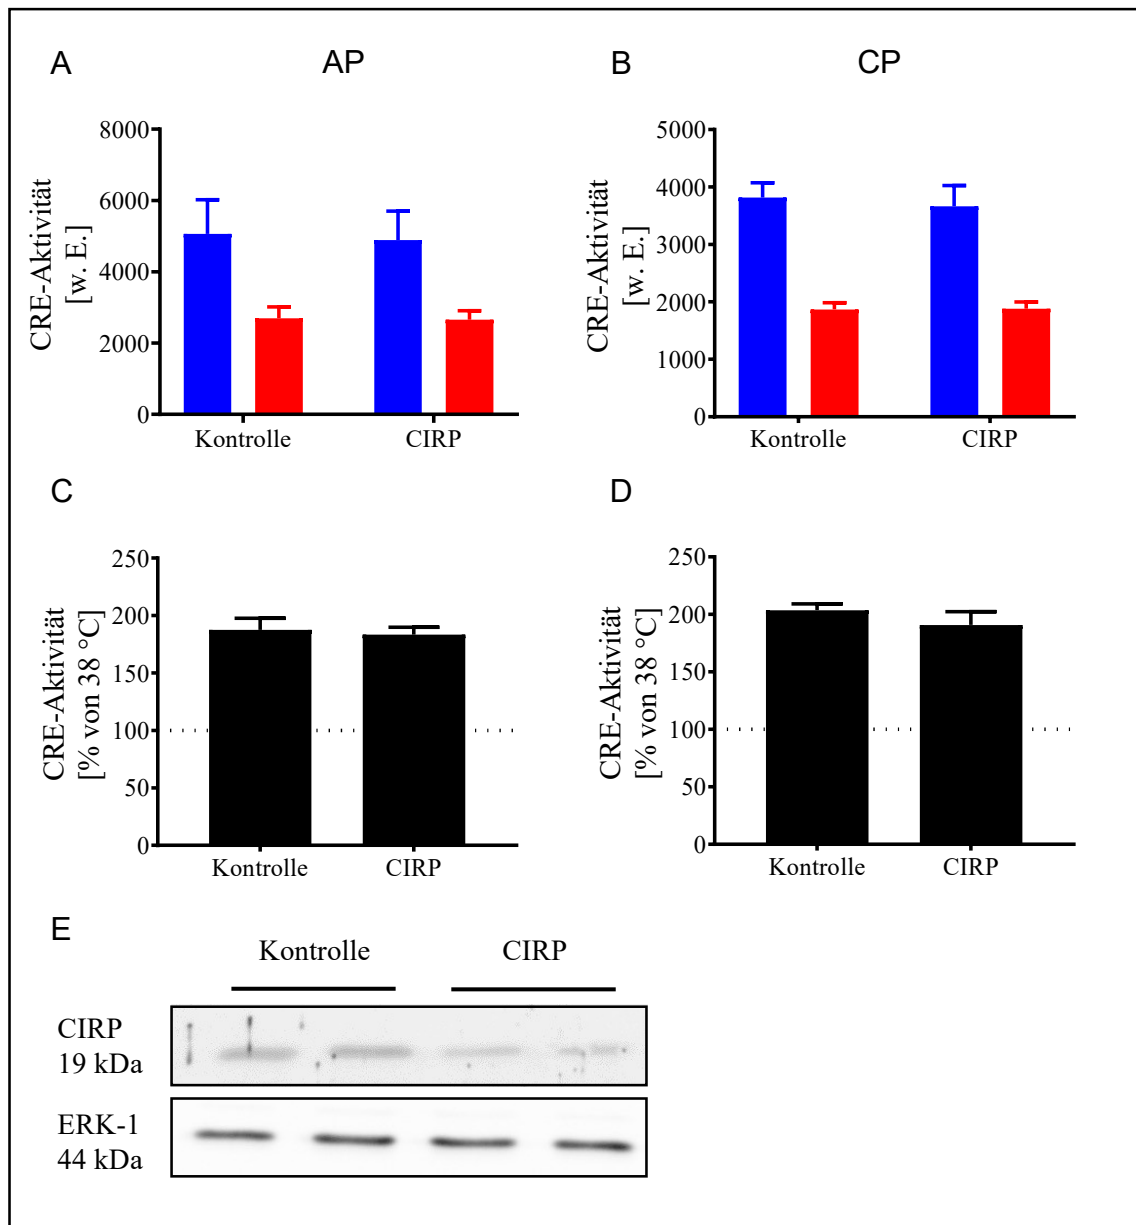 A
AP
B
CP
CRE-Aktivität
[w. E.]
8000
6000
4000
2000
0
Kontrolle
CIRP
CRE-Aktivität
[w. E.]
5000
4000
3000
2000
1000
0
Kontrolle
CIRP
C
CRE-Aktivität
[% von 38 °C]
250
200
150
100
50
0
Kontrolle
CIRP
D
CRE-Aktivität
[% von 38 °C]
250
200
150
100
50
0
Kontrolle
CIRP
E
Kontrolle
CIRP
CIRP
19 kDa
ERK-1
44 kDa